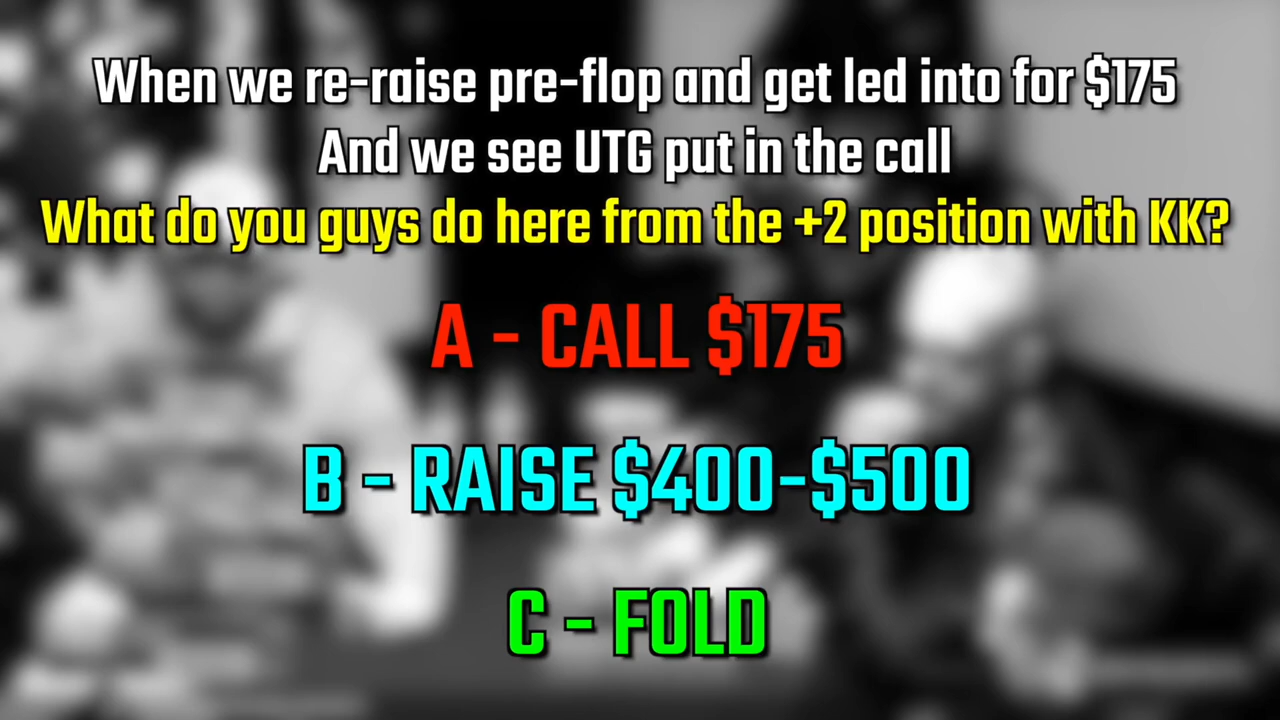 When we re-raise pre-flop and get led into for $175
And we see UTG put in the call
What do you guys do here from the +2 position with KK?
A - CALL $175
B - RAISE $400-$500
C - FOLD